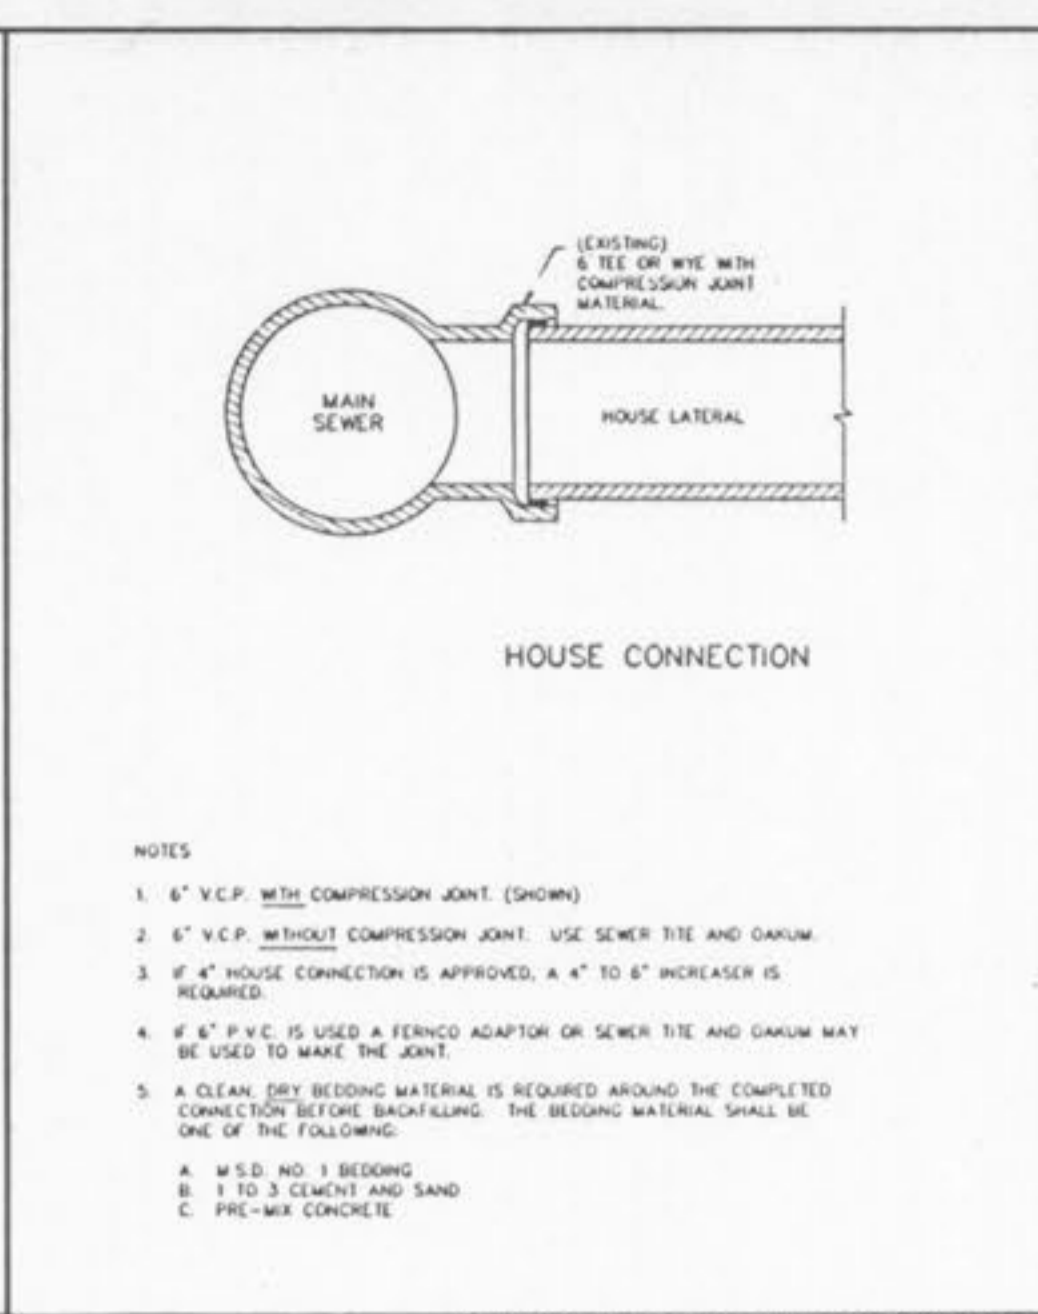 (EXISTING)
6 TEE OR WYE WITH
COMPRESSION JOINT
MATERIAL.
MAIN
SEWER
HOUSE LATERAL
HOUSE CONNECTION
NOTES
1. 6" V.C.P. WITH COMPRESSION JOINT. (SHOWN)
2. 6" V.C.P. WITHOUT COMPRESSION JOINT. USE SEWER TITE AND OAKUM.
3. IF 4" HOUSE CONNECTION IS APPROVED, A 4" TO 6" INCREASER IS
REQUIRED.
4. IF 6" P.V.C. IS USED A FERNCO ADAPTOR OR SEWER TITE AND OAKUM MAY
BE USED TO MAKE THE JOINT.
5. A CLEAN, DRY BEDDING MATERIAL IS REQUIRED AROUND THE COMPLETED
CONNECTION BEFORE BACKFILLING. THE BEDDING MATERIAL SHALL BE
ONE OF THE FOLLOWING:
A. M.S.D. NO. 1 BEDDING
B. 1 TO 3 CEMENT AND SAND
C. PRE-MIX CONCRETE